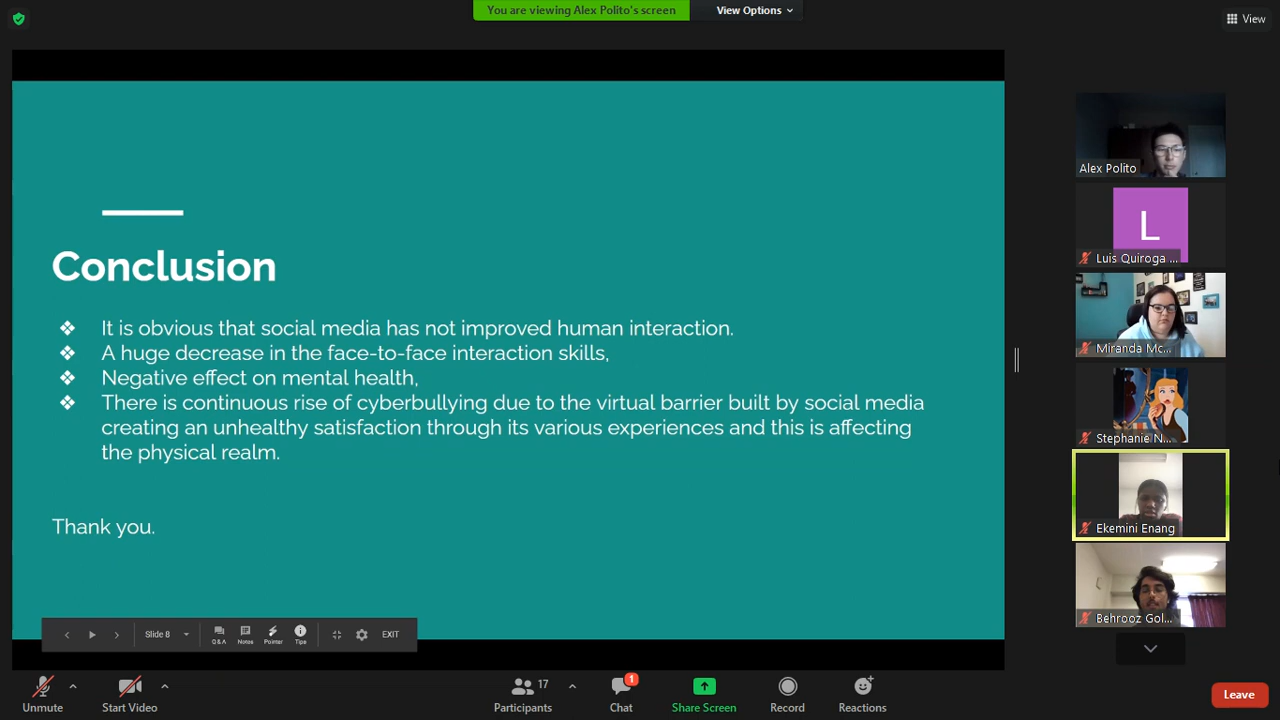 You are viewing Alex Polito's screen
View Options
View
Conclusion
❖ It is obvious that social media has not improved human interaction.
❖ A huge decrease in the face-to-face interaction skills,
❖ Negative effect on mental health,
❖ There is continuous rise of cyberbullying due to the virtual barrier built by social media
creating an unhealthy satisfaction through its various experiences and this is affecting
the physical realm.
Thank you.
Slide 8
Q&A
Notes
Pointer
Tips
EXIT
Alex Polito
L
Luis Quiroga ...
Miranda Mc...
Stephanie N...
Ekemini Enang
Behrooz Gol...
Unmute
Start Video
17
Participants
1
Chat
Share Screen
Record
Reactions
Leave